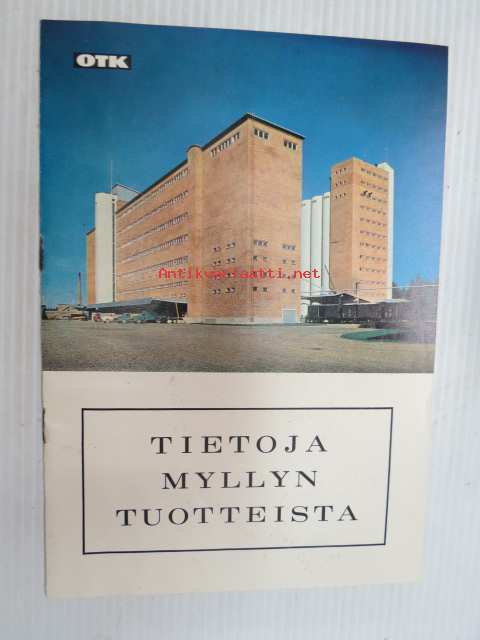 OTK
Antikvariaatti.net
TIETOJA
MYLLYN
TUOTTEISTA